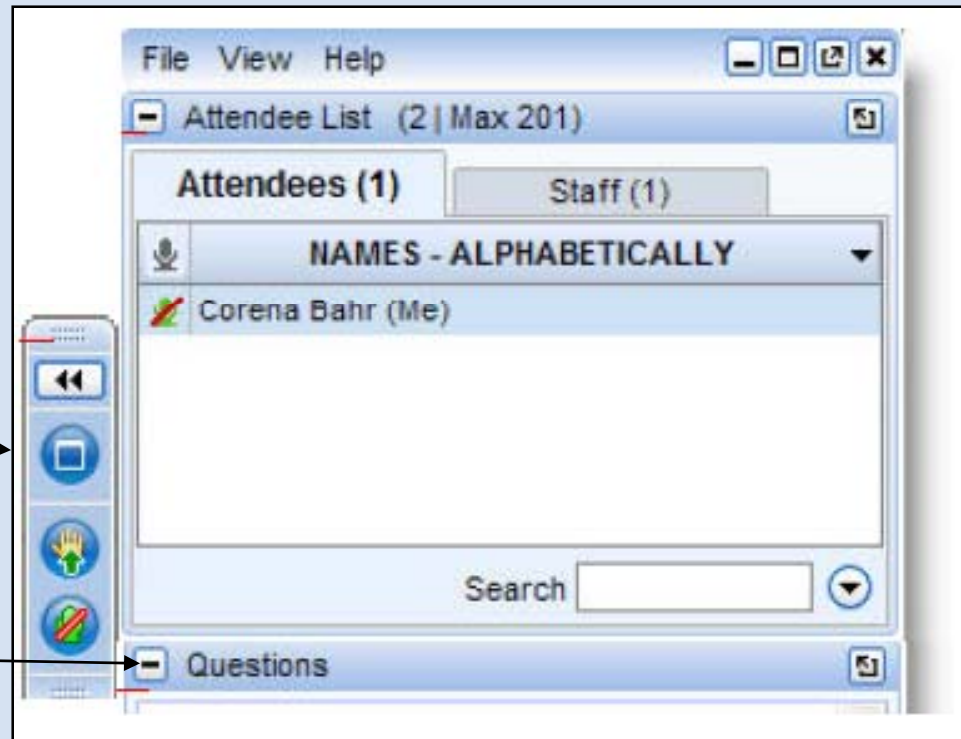 File View Help
Attendee List (2 | Max 201)
Attendees (1) Staff (1)
NAMES - ALPHABETICALLY
Corena Bahr (Me)
Search
Questions